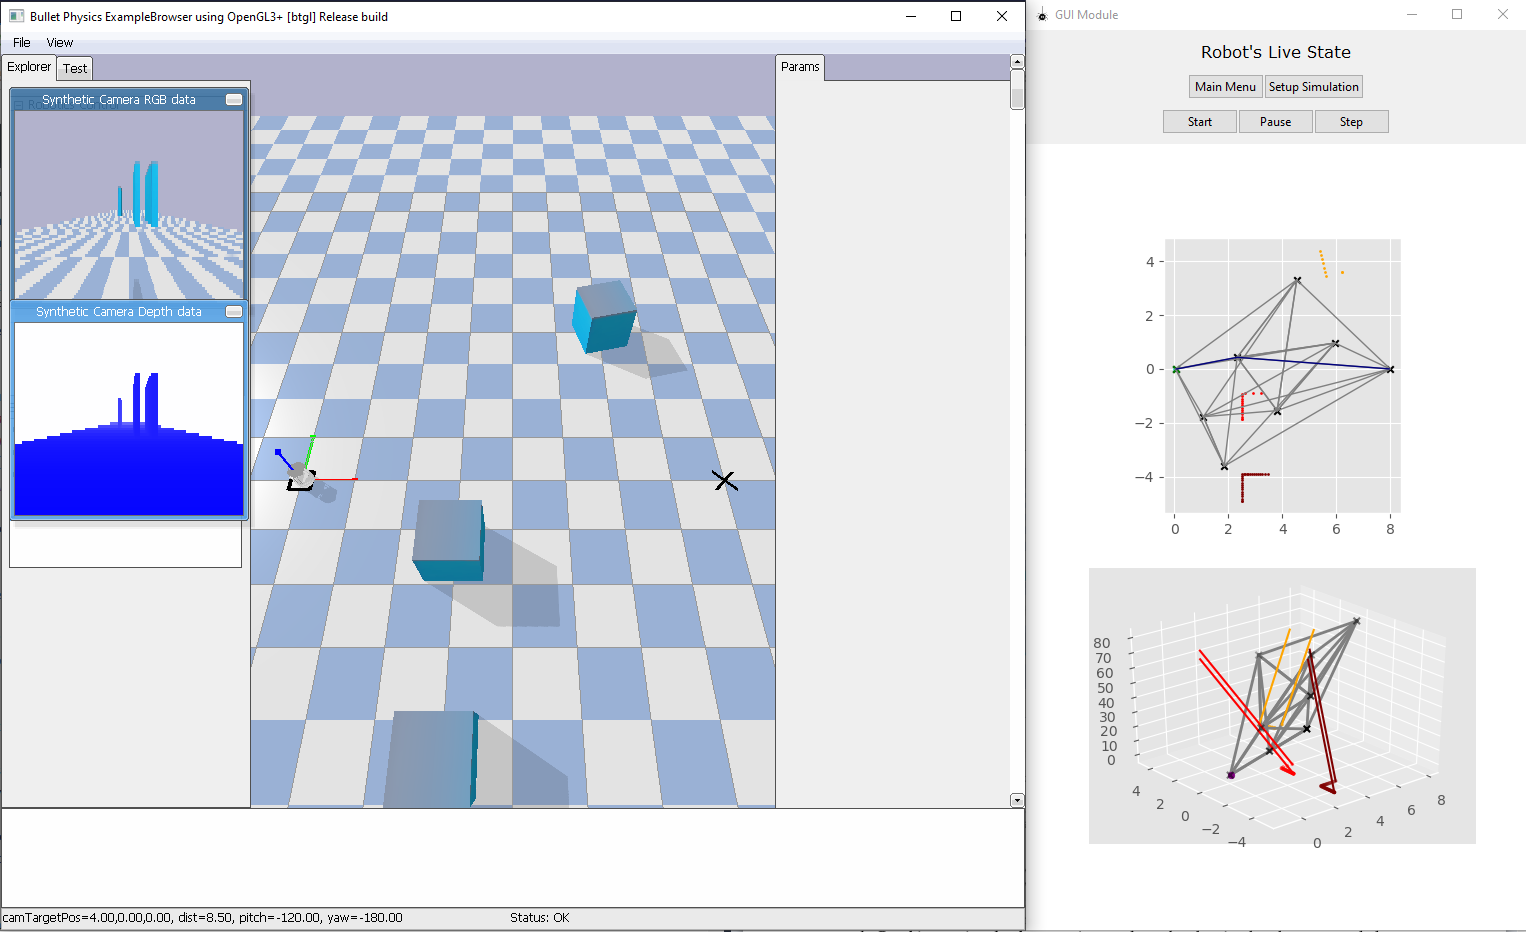 Bullet Physics ExampleBrowser using OpenGL3+ [btgl] Release build
File View
Explorer Test
Synthetic Camera RGB data
Synthetic Camera Depth data
Params
camTargetPos=4.00,0.00,0.00, dist=8.50, pitch=-120.00, yaw=-180.00 Status: OK
GUI Module
Robot's Live State
Main Menu Setup Simulation
Start Pause Step
4
2
0
−2
−4
0 2 4 6 8
80
70
60
50
40
30
20
10
0
4 2 0 −2 −4
0 2 4 6 8